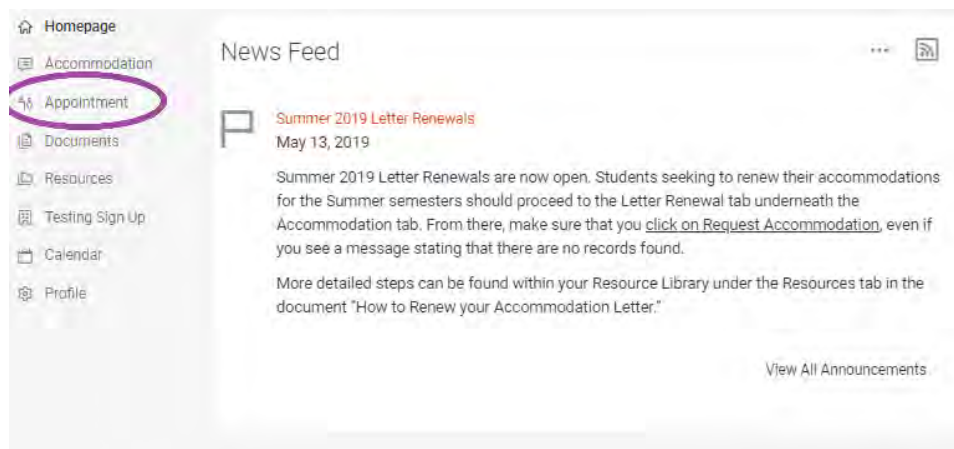 Homepage
Accommodation
Appointment
Documents
Resources
Testing Sign Up
Calendar
Profile
News Feed
Summer 2019 Letter Renewals
May 13, 2019
Summer 2019 Letter Renewals are now open. Students seeking to renew their accommodations
for the Summer semesters should proceed to the Letter Renewal tab underneath the
Accommodation tab. From there, make sure that you click on Request Accommodation, even if
you see a message stating that there are no records found.
More detailed steps can be found within your Resource Library under the Resources tab in the
document "How to Renew your Accommodation Letter."
View All Announcements